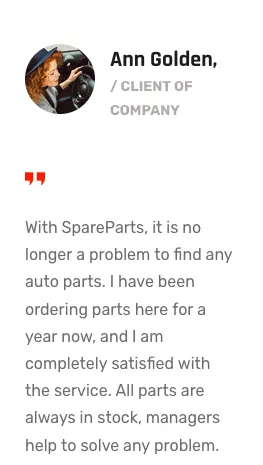 Ann Golden,
/ CLIENT OF
COMPANY
"
With SpareParts, it is no
longer a problem to find any
auto parts. I have been
ordering parts here for a
year now, and I am
completely satisfied with
the service. All parts are
always in stock, managers
help to solve any problem.